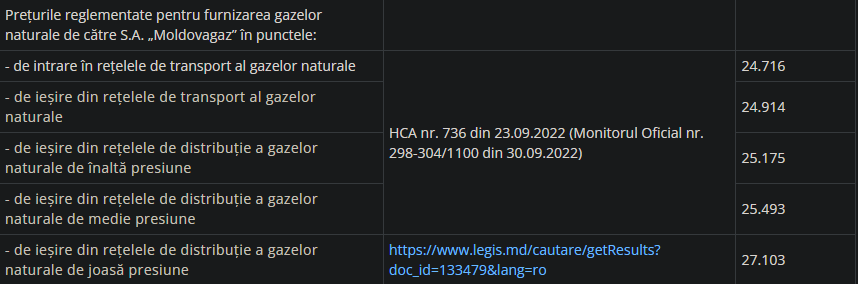 Prețurile reglementate pentru furnizarea gazelor
naturale de către S.A. „Moldovagaz” în punctele:
- de intrare în rețelele de transport al gazelor naturale
24.716
- de ieșire din rețelele de transport al gazelor
naturale
24.914
HCA nr. 736 din 23.09.2022 (Monitorul Oficial nr.
298-304/1100 din 30.09.2022)
- de ieșire din rețelele de distribuție a gazelor
naturale de înaltă presiune
25.175
- de ieșire din rețelele de distribuție a gazelor
naturale de medie presiune
25.493
- de ieșire din rețelele de distribuție a gazelor
naturale de joasă presiune
https://www.legis.md/cautare/getResults?
doc_id=133479&lang=ro
27.103